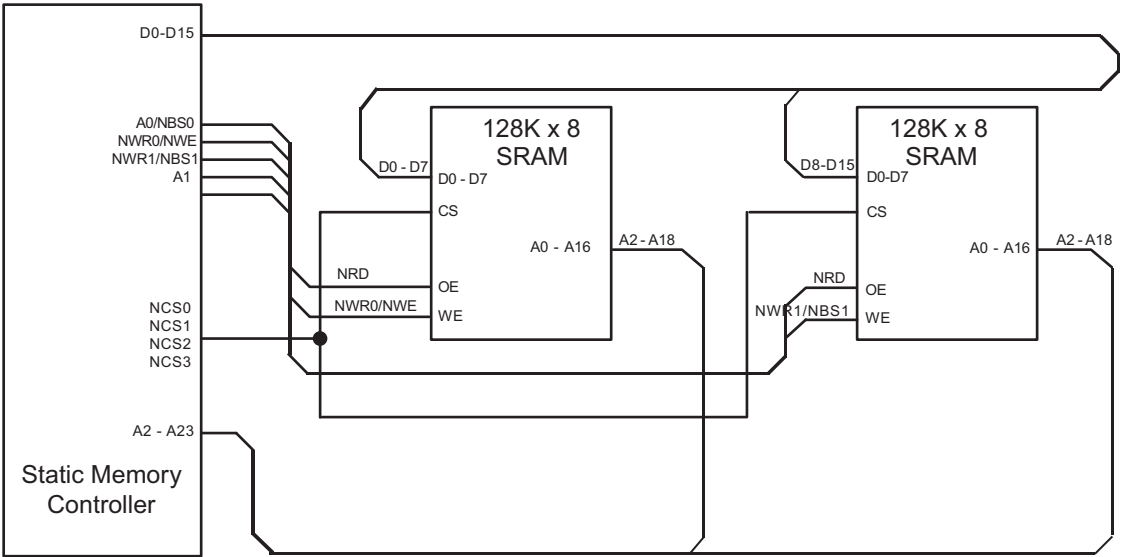 D0-D15
A0/NBS0
NWR0/NWE
NWR1/NBS1
A1
NCS0
NCS1
NCS2
NCS3
A2 - A23
Static Memory
Controller
128K x 8
SRAM
D0 - D7
D0 - D7
CS
A0 - A16
A2 - A18
NRD
OE
NWR0/NWE
WE
128K x 8
SRAM
D8-D15
D0-D7
CS
A0 - A16
A2 - A18
NRD
OE
NWR1/NBS1
WE